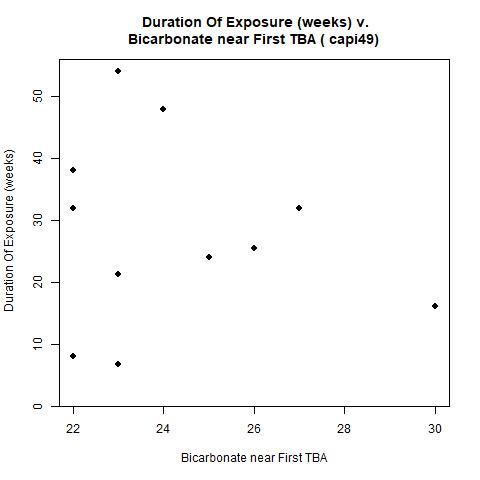 Duration Of Exposure (weeks) v.
Bicarbonate near First TBA ( capi49)
Duration Of Exposure (weeks)
50
40
30
20
10
0
22 24 26 28 30
Bicarbonate near First TBA